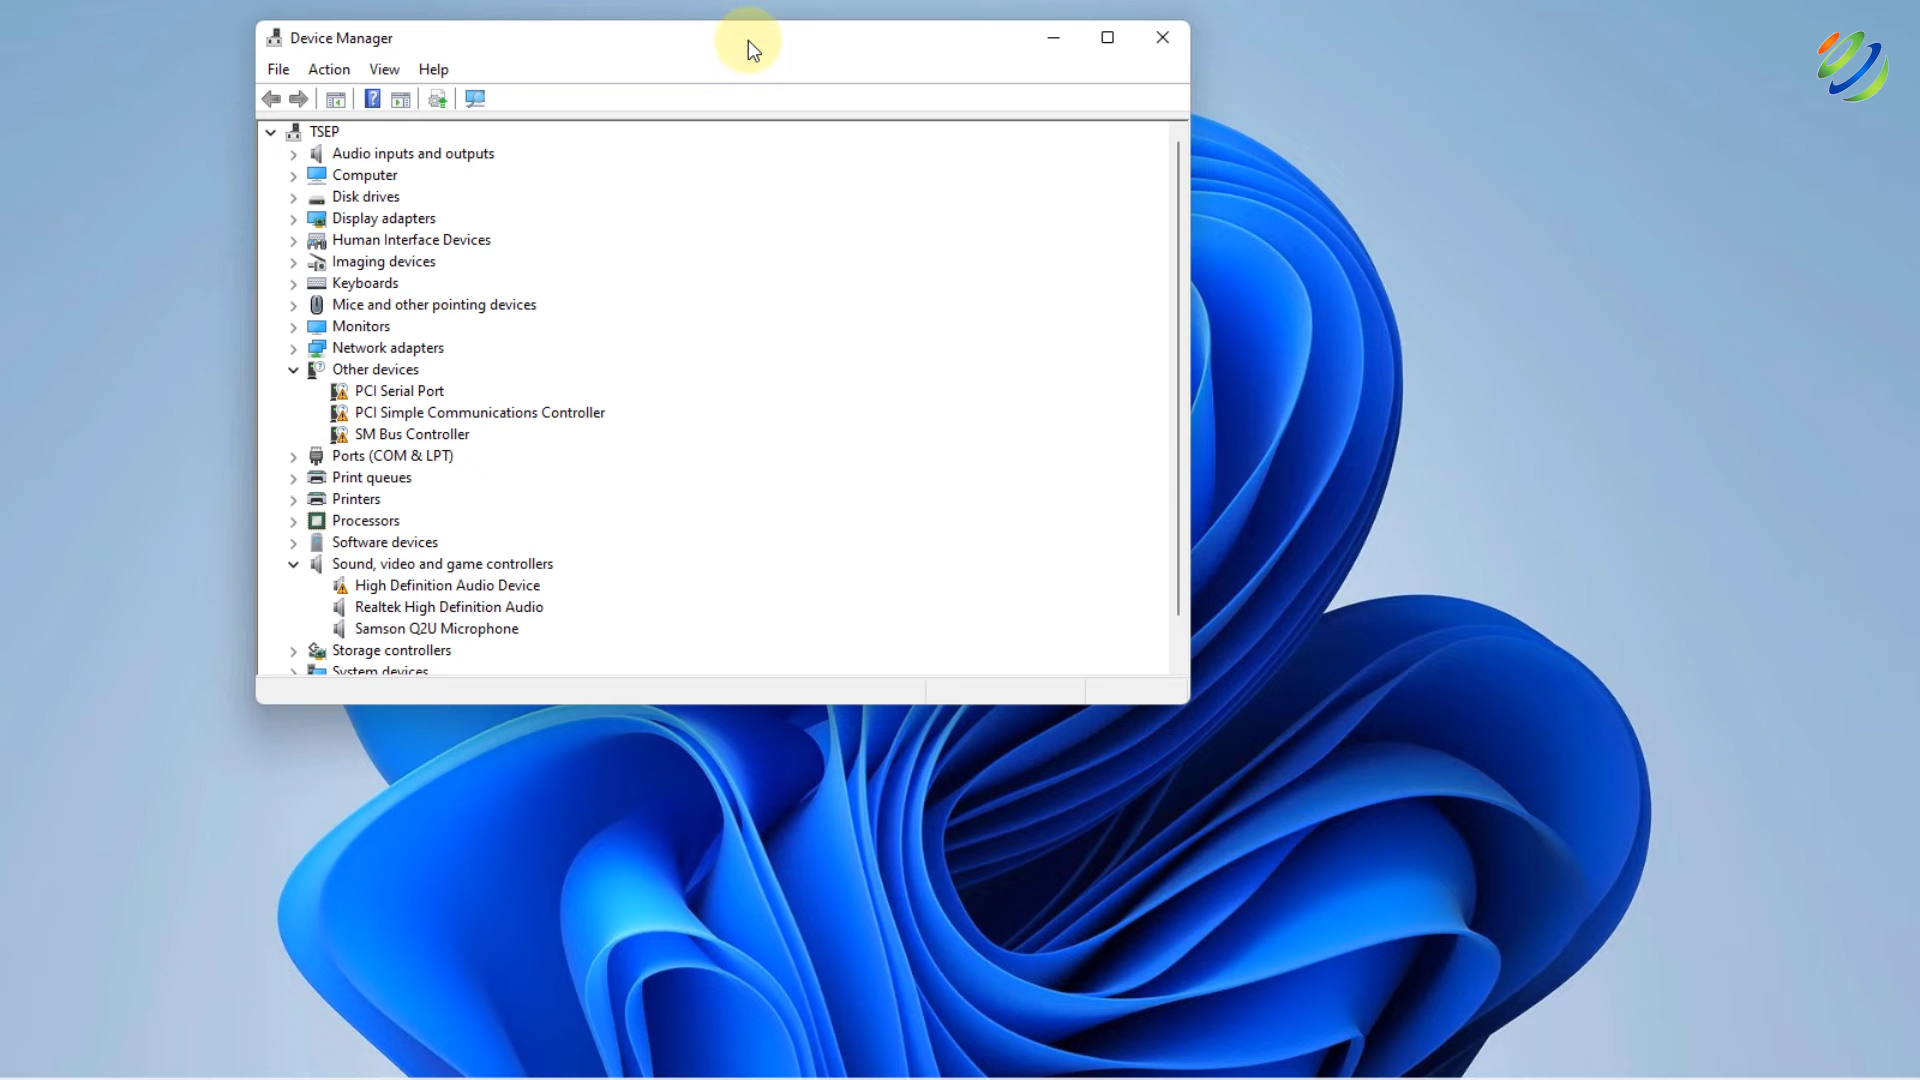 Device Manager
File Action View Help
TSEP
Audio inputs and outputs
Computer
Disk drives
Display adapters
Human Interface Devices
Imaging devices
Keyboards
Mice and other pointing devices
Monitors
Network adapters
Other devices
PCI Serial Port
PCI Simple Communications Controller
SM Bus Controller
Ports (COM & LPT)
Print queues
Printers
Processors
Software devices
Sound, video and game controllers
High Definition Audio Device
Realtek High Definition Audio
Samson Q2U Microphone
Storage controllers
System devices